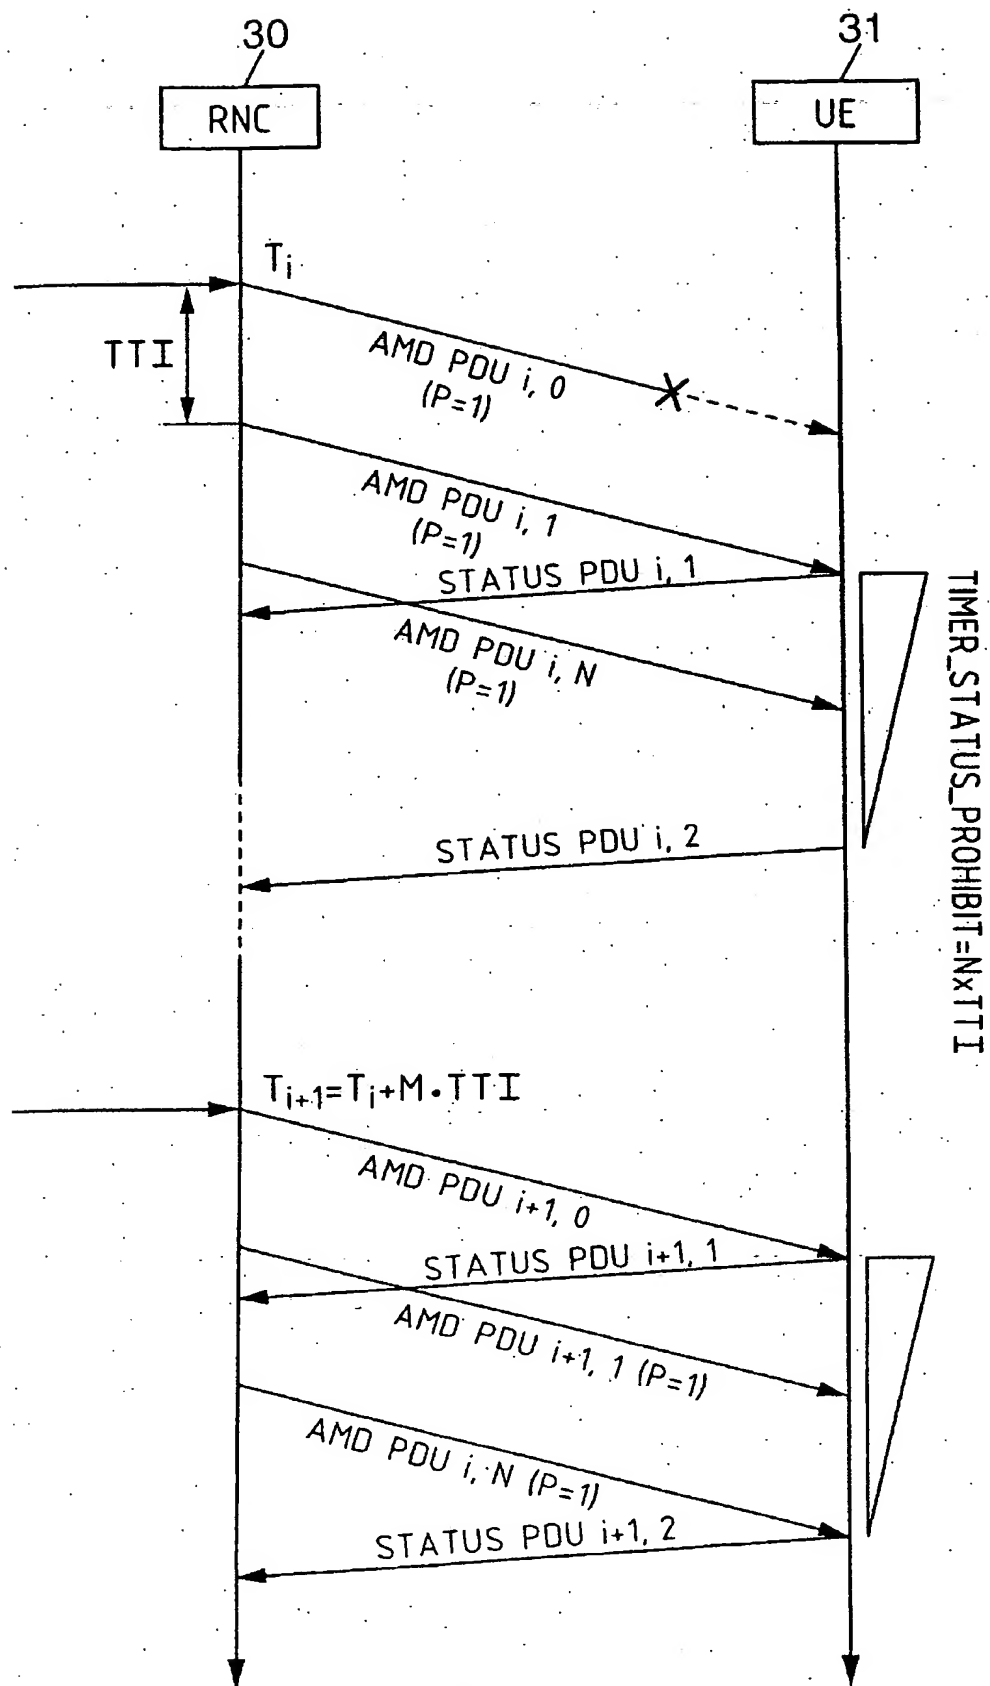 30
31
RNC
UE
Ti
TTI
AMD PDU i, 0
(P=1)
AMD PDU i, 1
(P=1)
STATUS PDU i, 1
AMD PDU i, N
(P=1)
TIMER_STATUS_PROHIBIT=NxTTI
STATUS PDU i, 2
Ti+1=Ti+M•TTI
AMD PDU i+1, 0
STATUS PDU i+1, 1
AMD PDU i+1, 1 (P=1)
AMD PDU i, N (P=1)
STATUS PDU i+1, 2